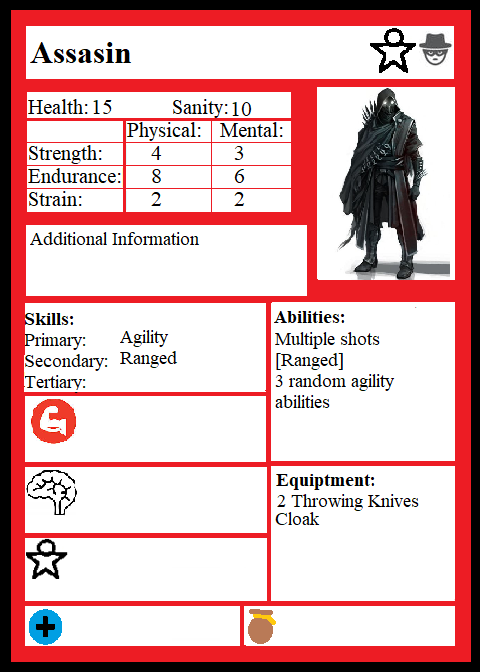 Assasin
Health: 15 Sanity: 10
Physical: Mental:
Strength: 4 3
Endurance: 8 6
Strain: 2 2
Additional Information
Skills:
Primary: Agility
Secondary: Ranged
Tertiary:
Abilities:
Multiple shots
[Ranged]
3 random agility
abilities
Equiptment:
2 Throwing Knives
Cloak